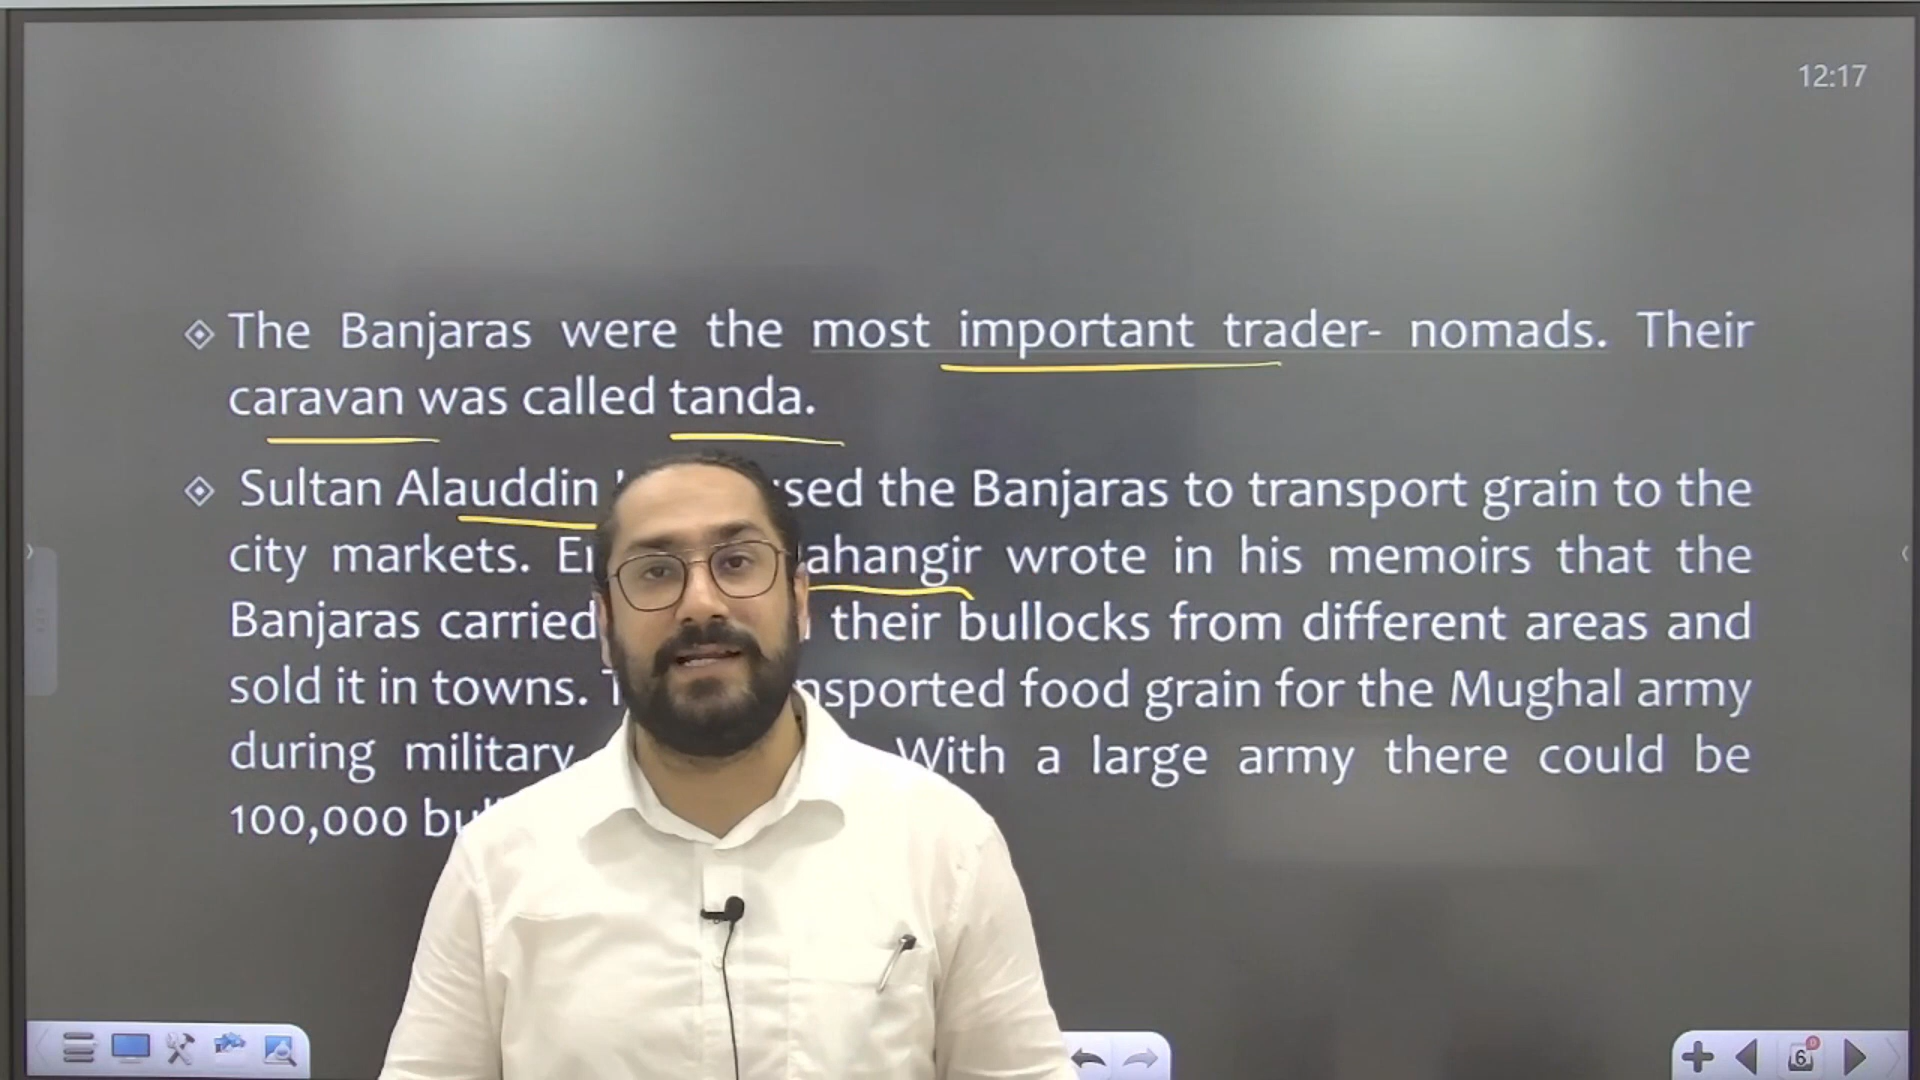 12:17
The Banjaras were the most important trader- nomads. Their
caravan was called tanda.
Sultan Alauddin the Banjaras to transport grain to the
city markets. wrote in his memoirs that the
Banjaras carried their bullocks from different areas and
sold it in towns. food grain for the Mughal army
during military With a large army there could be
100,000
6